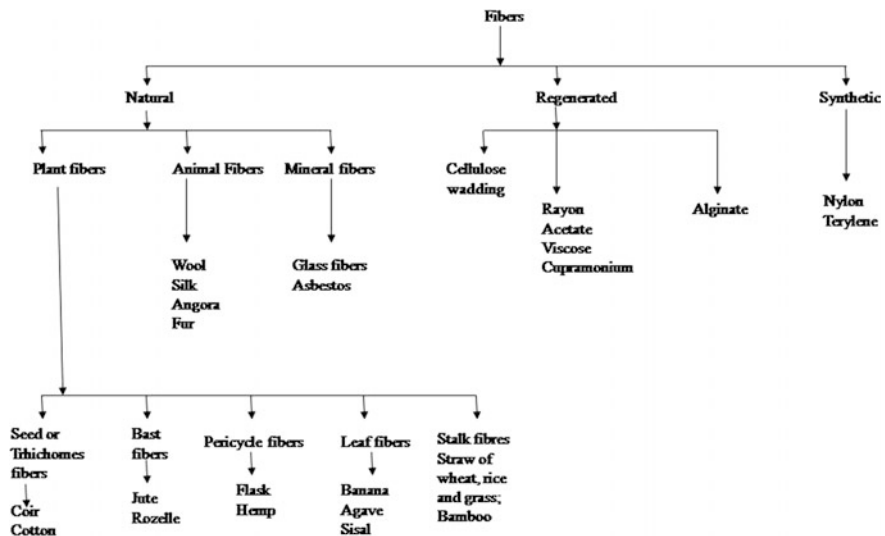 Fibers
Natural
Regenerated
Synthetic
Plant fibers
Animal Fibers
Mineral fibers
Cellulose
wadding
Rayon
Acetate
Viscose
Cupramonium
Alginate
Nylon
Terylene
Wool
Silk
Angora
Fur
Glass fibers
Asbestos
Seed or
Trhichomes
fibers
Bast
fibers
Pericycle fibers
Leaf fibers
Stalk fibres
Straw of
wheat, rice
and grass;
Bamboo
Coir
Cotton
Jute
Rozelle
Flask
Hemp
Banana
Agave
Sisal